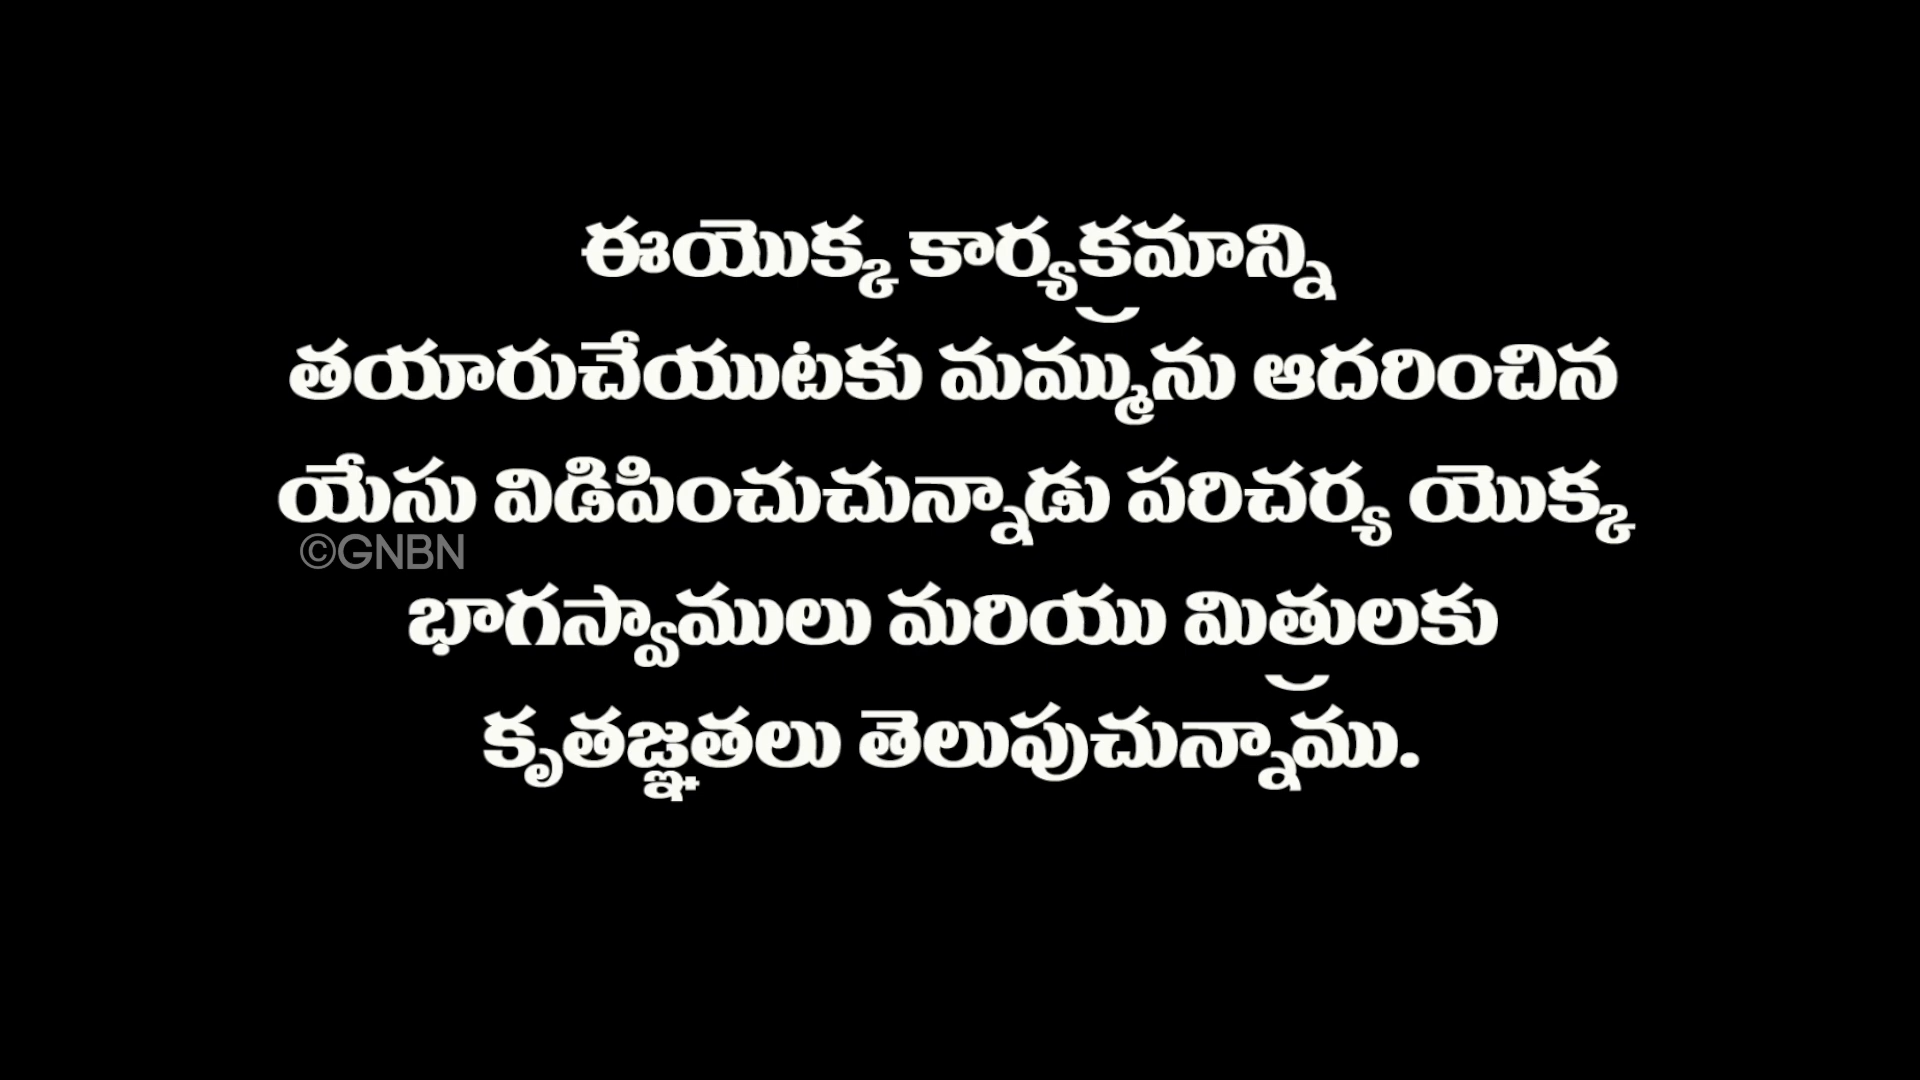 ఈయొక్క కార్యక్రమాన్ని
తయారుచేయుటకు మమ్మును ఆదరించిన
యేసు విడిపించుచున్నాడు పరిచర్య యొక్క
©GNBN
భాగస్వాములు మరియు మిత్రులకు
కృతజ్ఞతలు తెలుపుచున్నాము.